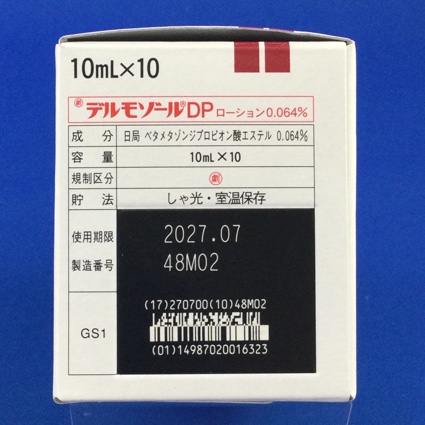 10mL×10
劇 デルモゾール® DP ローション 0.064%
成分 日局 ベタメタゾンジプロピオン酸エステル 0.064%
容量 10mL×10
規制区分 劇
貯法 しゃ光・室温保存
使用期限 2027.07
製造番号 48M02
(17)270700(10)48M02
GS1
(01)14987020016323